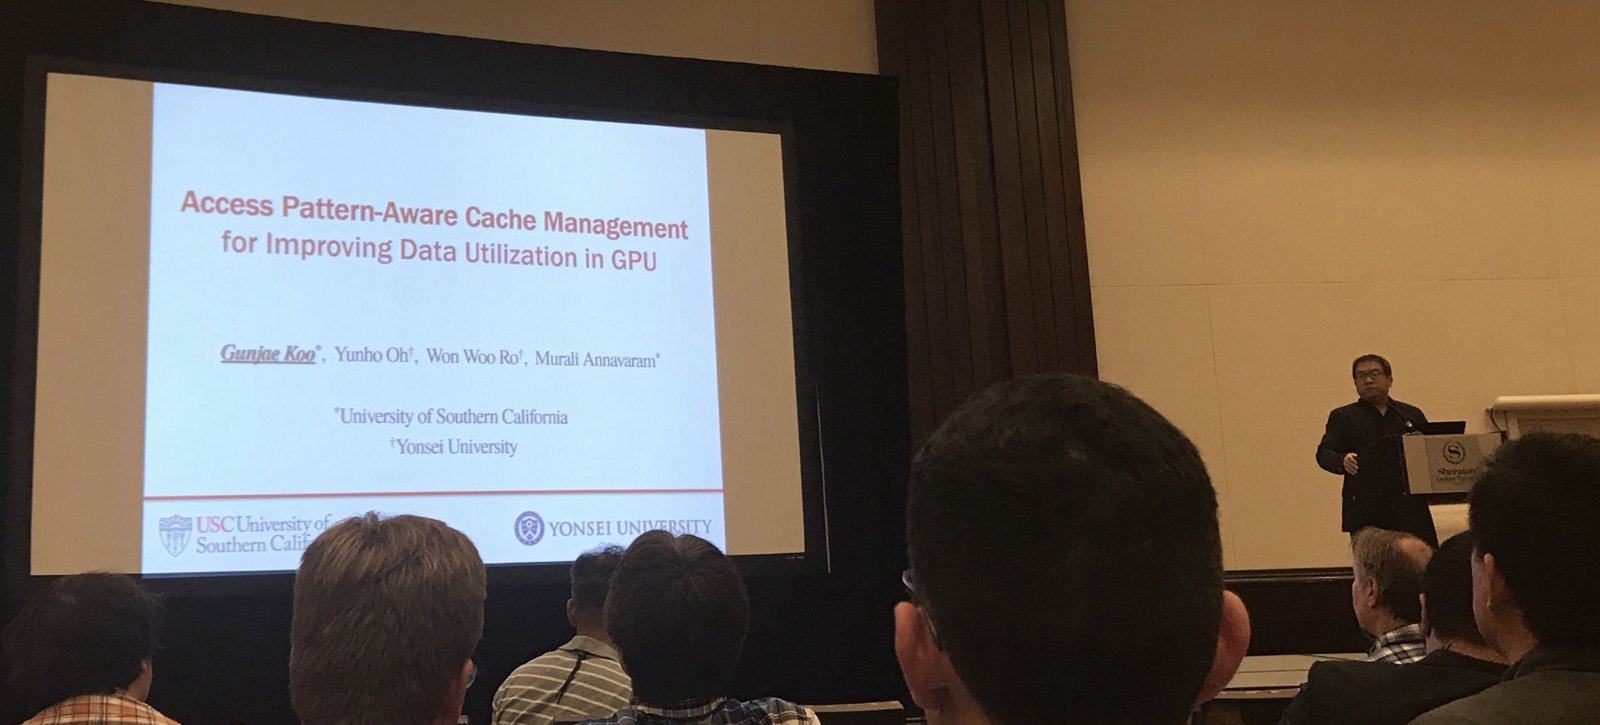 Access Pattern-Aware Cache Management
for Improving Data Utilization in GPU
Gunjae Koo*, Yunho Oh†, Won Woo Ro†, Murali Annavaram*
*University of Southern California
†Yonsei University
USC University of
Southern Calif
YONSEI UNIVERSITY
S
Sheraton